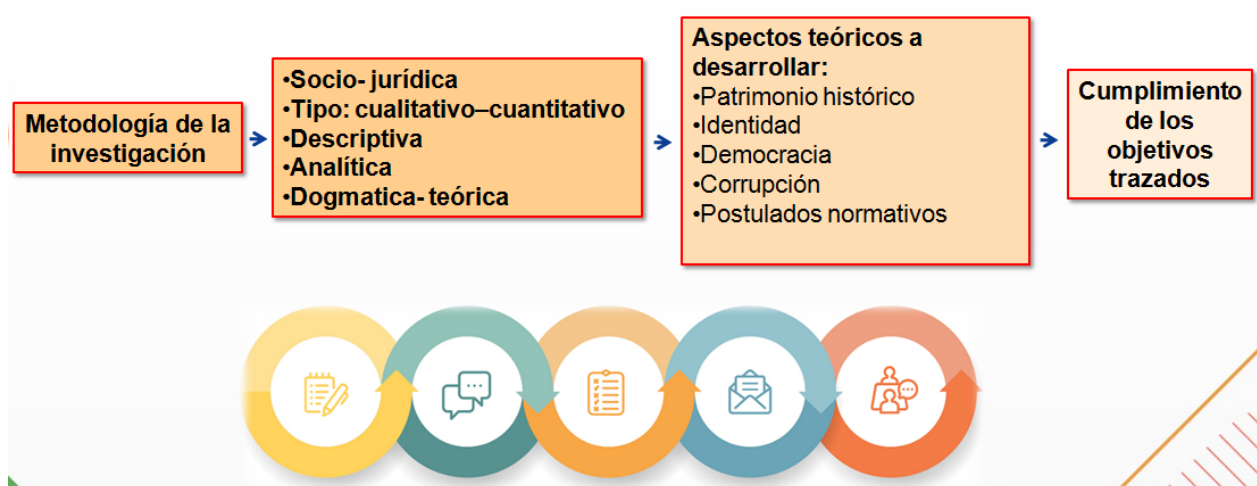 Metodología de la
investigación
•Socio- jurídica
•Tipo: cualitativo–cuantitativo
•Descriptiva
•Analítica
•Dogmatica- teórica
Aspectos teóricos a
desarrollar:
•Patrimonio histórico
•Identidad
•Democracia
•Corrupción
•Postulados normativos
Cumplimiento
de los
objetivos
trazados